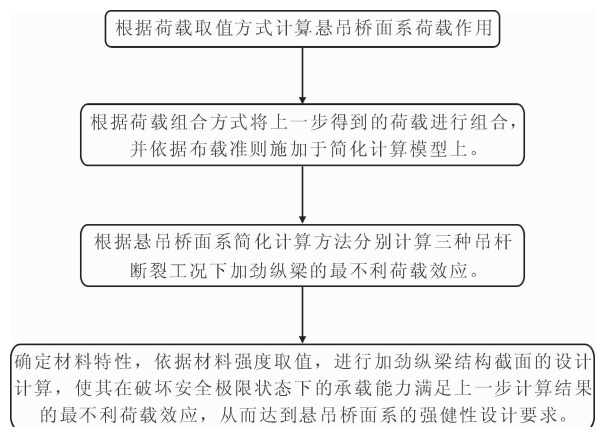 根据荷载取值方式计算悬吊桥面系荷载作用
根据荷载组合方式将上一步得到的荷载进行组合,
并依据布载准则施加于简化计算模型上。
根据悬吊桥面系简化计算方法分别计算三种吊杆
断裂工况下加劲纵梁的最不利荷载效应。
确定材料特性，依据材料强度取值，进行加劲纵梁结构截面的设计
计算，使其在破坏安全极限状态下的承载能力满足上一步计算结果
的最不利荷载效应，从而达到悬吊桥面系的强健性设计要求。